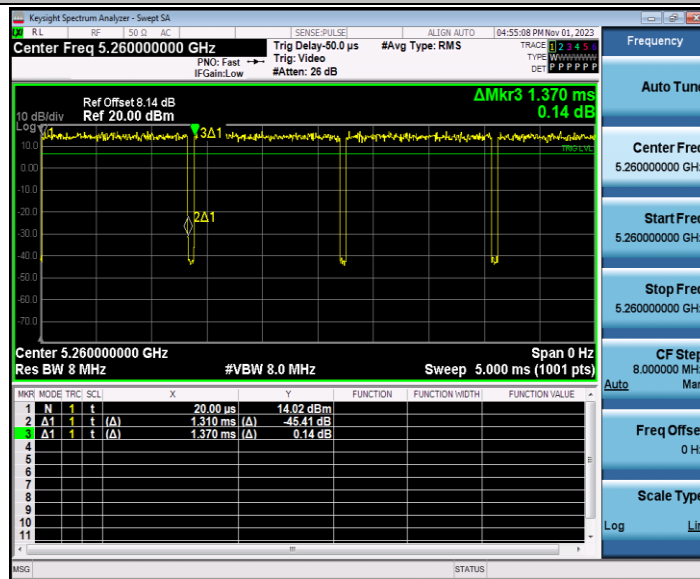 Keysight Spectrum Analyzer - Swept SA
RL RF 50 Ω AC SENSE:PULSE ALIGN AUTO 04:55:08 PM Nov 01, 2023
Center Freq 5.260000000 GHz
PNO: Fast
IFGain:Low
Trig Delay-50.0 µs
Trig: Video
#Atten: 26 dB
#Avg Type: RMS
TRACE 1 2 3 4 5 6
TYPE WWWWWW
DET P P P P P P
Frequency
Auto Tune
Center Freq
5.260000000 GHz
Start Freq
5.260000000 GHz
Stop Freq
5.260000000 GHz
CF Step
8.000000 MHz
Auto Man
Freq Offset
0 Hz
Scale Type
Log Lin
Ref Offset 8.14 dB
10 dB/div Ref 20.00 dBm
Log
ΔMkr3 1.370 ms
0.14 dB
3Δ1
TRIG LVL
10.0
0.00
-10.0
-20.0
2Δ1
-30.0
-40.0
-50.0
-60.0
-70.0
Center 5.260000000 GHz Span 0 Hz
Res BW 8 MHz #VBW 8.0 MHz Sweep 5.000 ms (1001 pts)
MKR MODE TRC SCL X Y FUNCTION FUNCTION WIDTH FUNCTION VALUE
1 N 1 t 20.00 µs 14.02 dBm
2 Δ1 1 t (Δ) 1.310 ms (Δ) -45.41 dB
3 Δ1 1 t (Δ) 1.370 ms (Δ) 0.14 dB
4
5
6
7
8
9
10
11
MSG STATUS